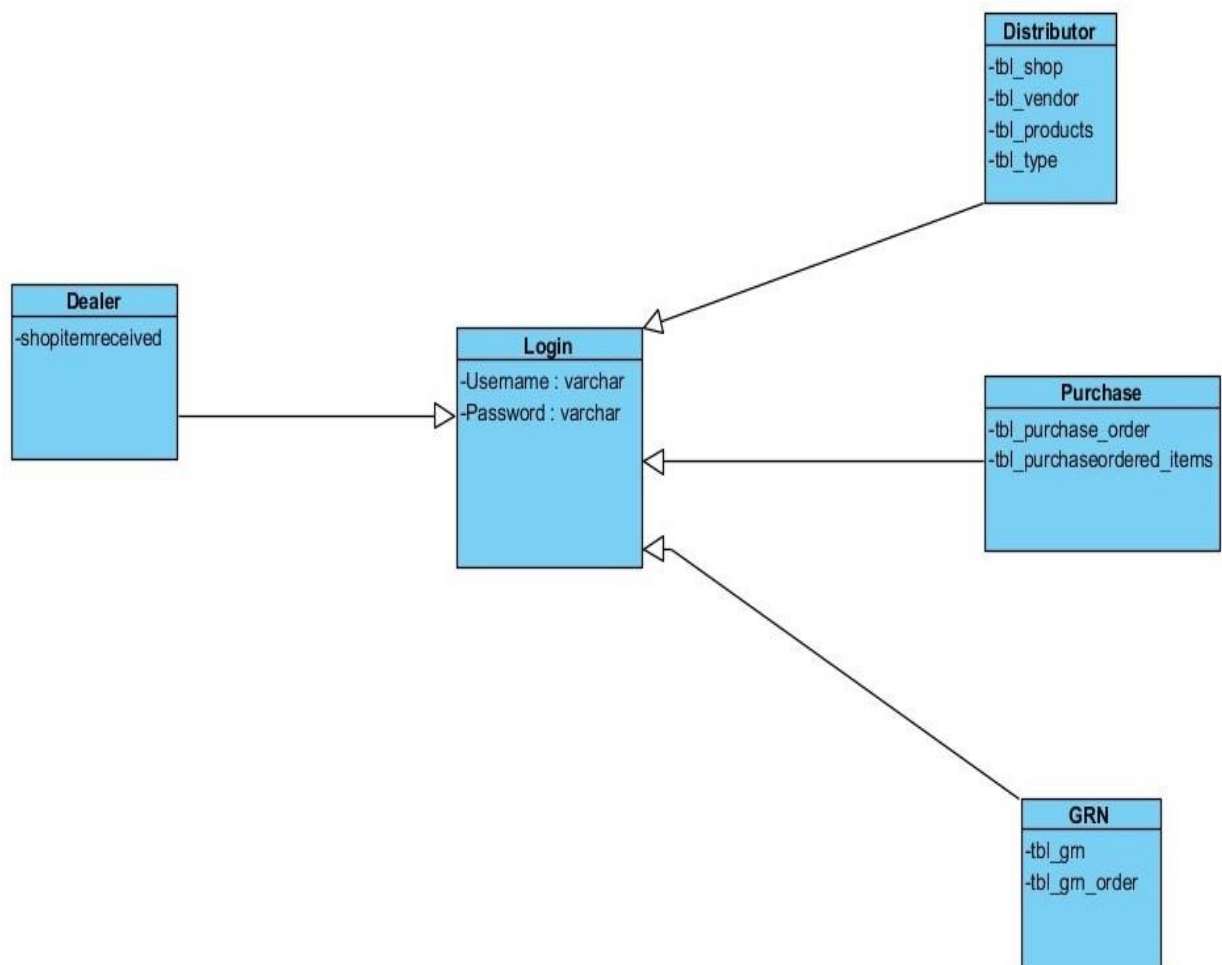 Distributor
-tbl_shop
-tbl_vendor
-tbl_products
-tbl_type
Dealer
-shopitemreceived
Login
-Username : varchar
-Password : varchar
Purchase
-tbl_purchase_order
-tbl_purchaseordered_items
GRN
-tbl_grn
-tbl_grn_order